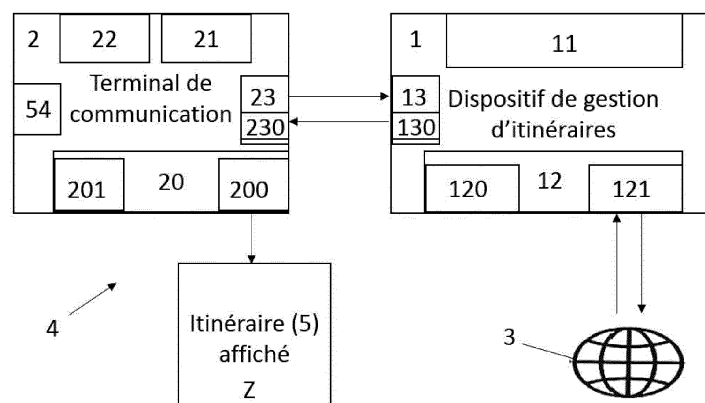 2 22 21
Terminal de
communication
54
23
230
201 20 200
1 11
13
130
Dispositif de gestion
d'itinéraires
120 12 121
4
Itinéraire (5)
affiché
Z
3